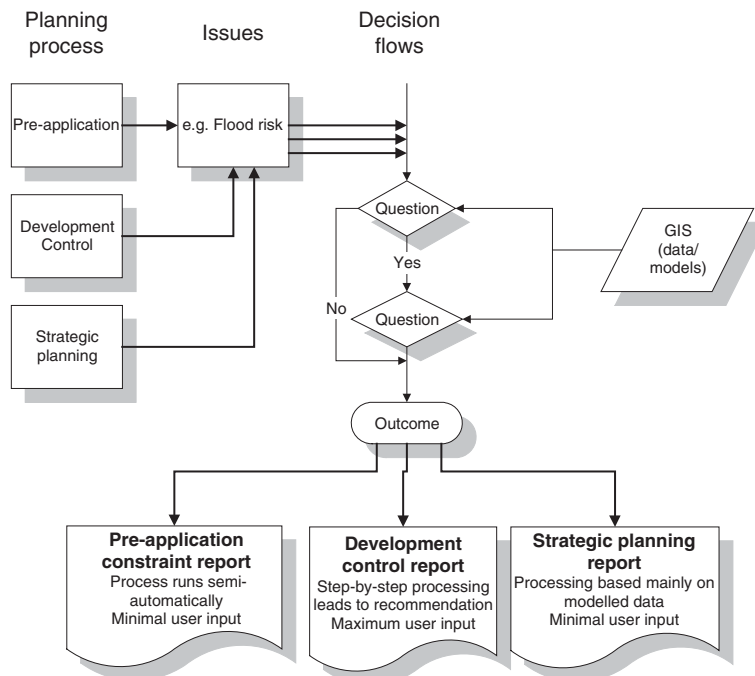 Planning
process
Issues
Decision
flows
Pre-application
e.g. Flood risk
Development
Control
Strategic
planning
Question
Yes
No
Question
GIS
(data/
models)
Outcome
Pre-application
constraint report
Process runs semi-
automatically
Minimal user input
Development
control report
Step-by-step processing
leads to recommendation
Maximum user input
Strategic planning
report
Processing based mainly on
modelled data
Minimal user input